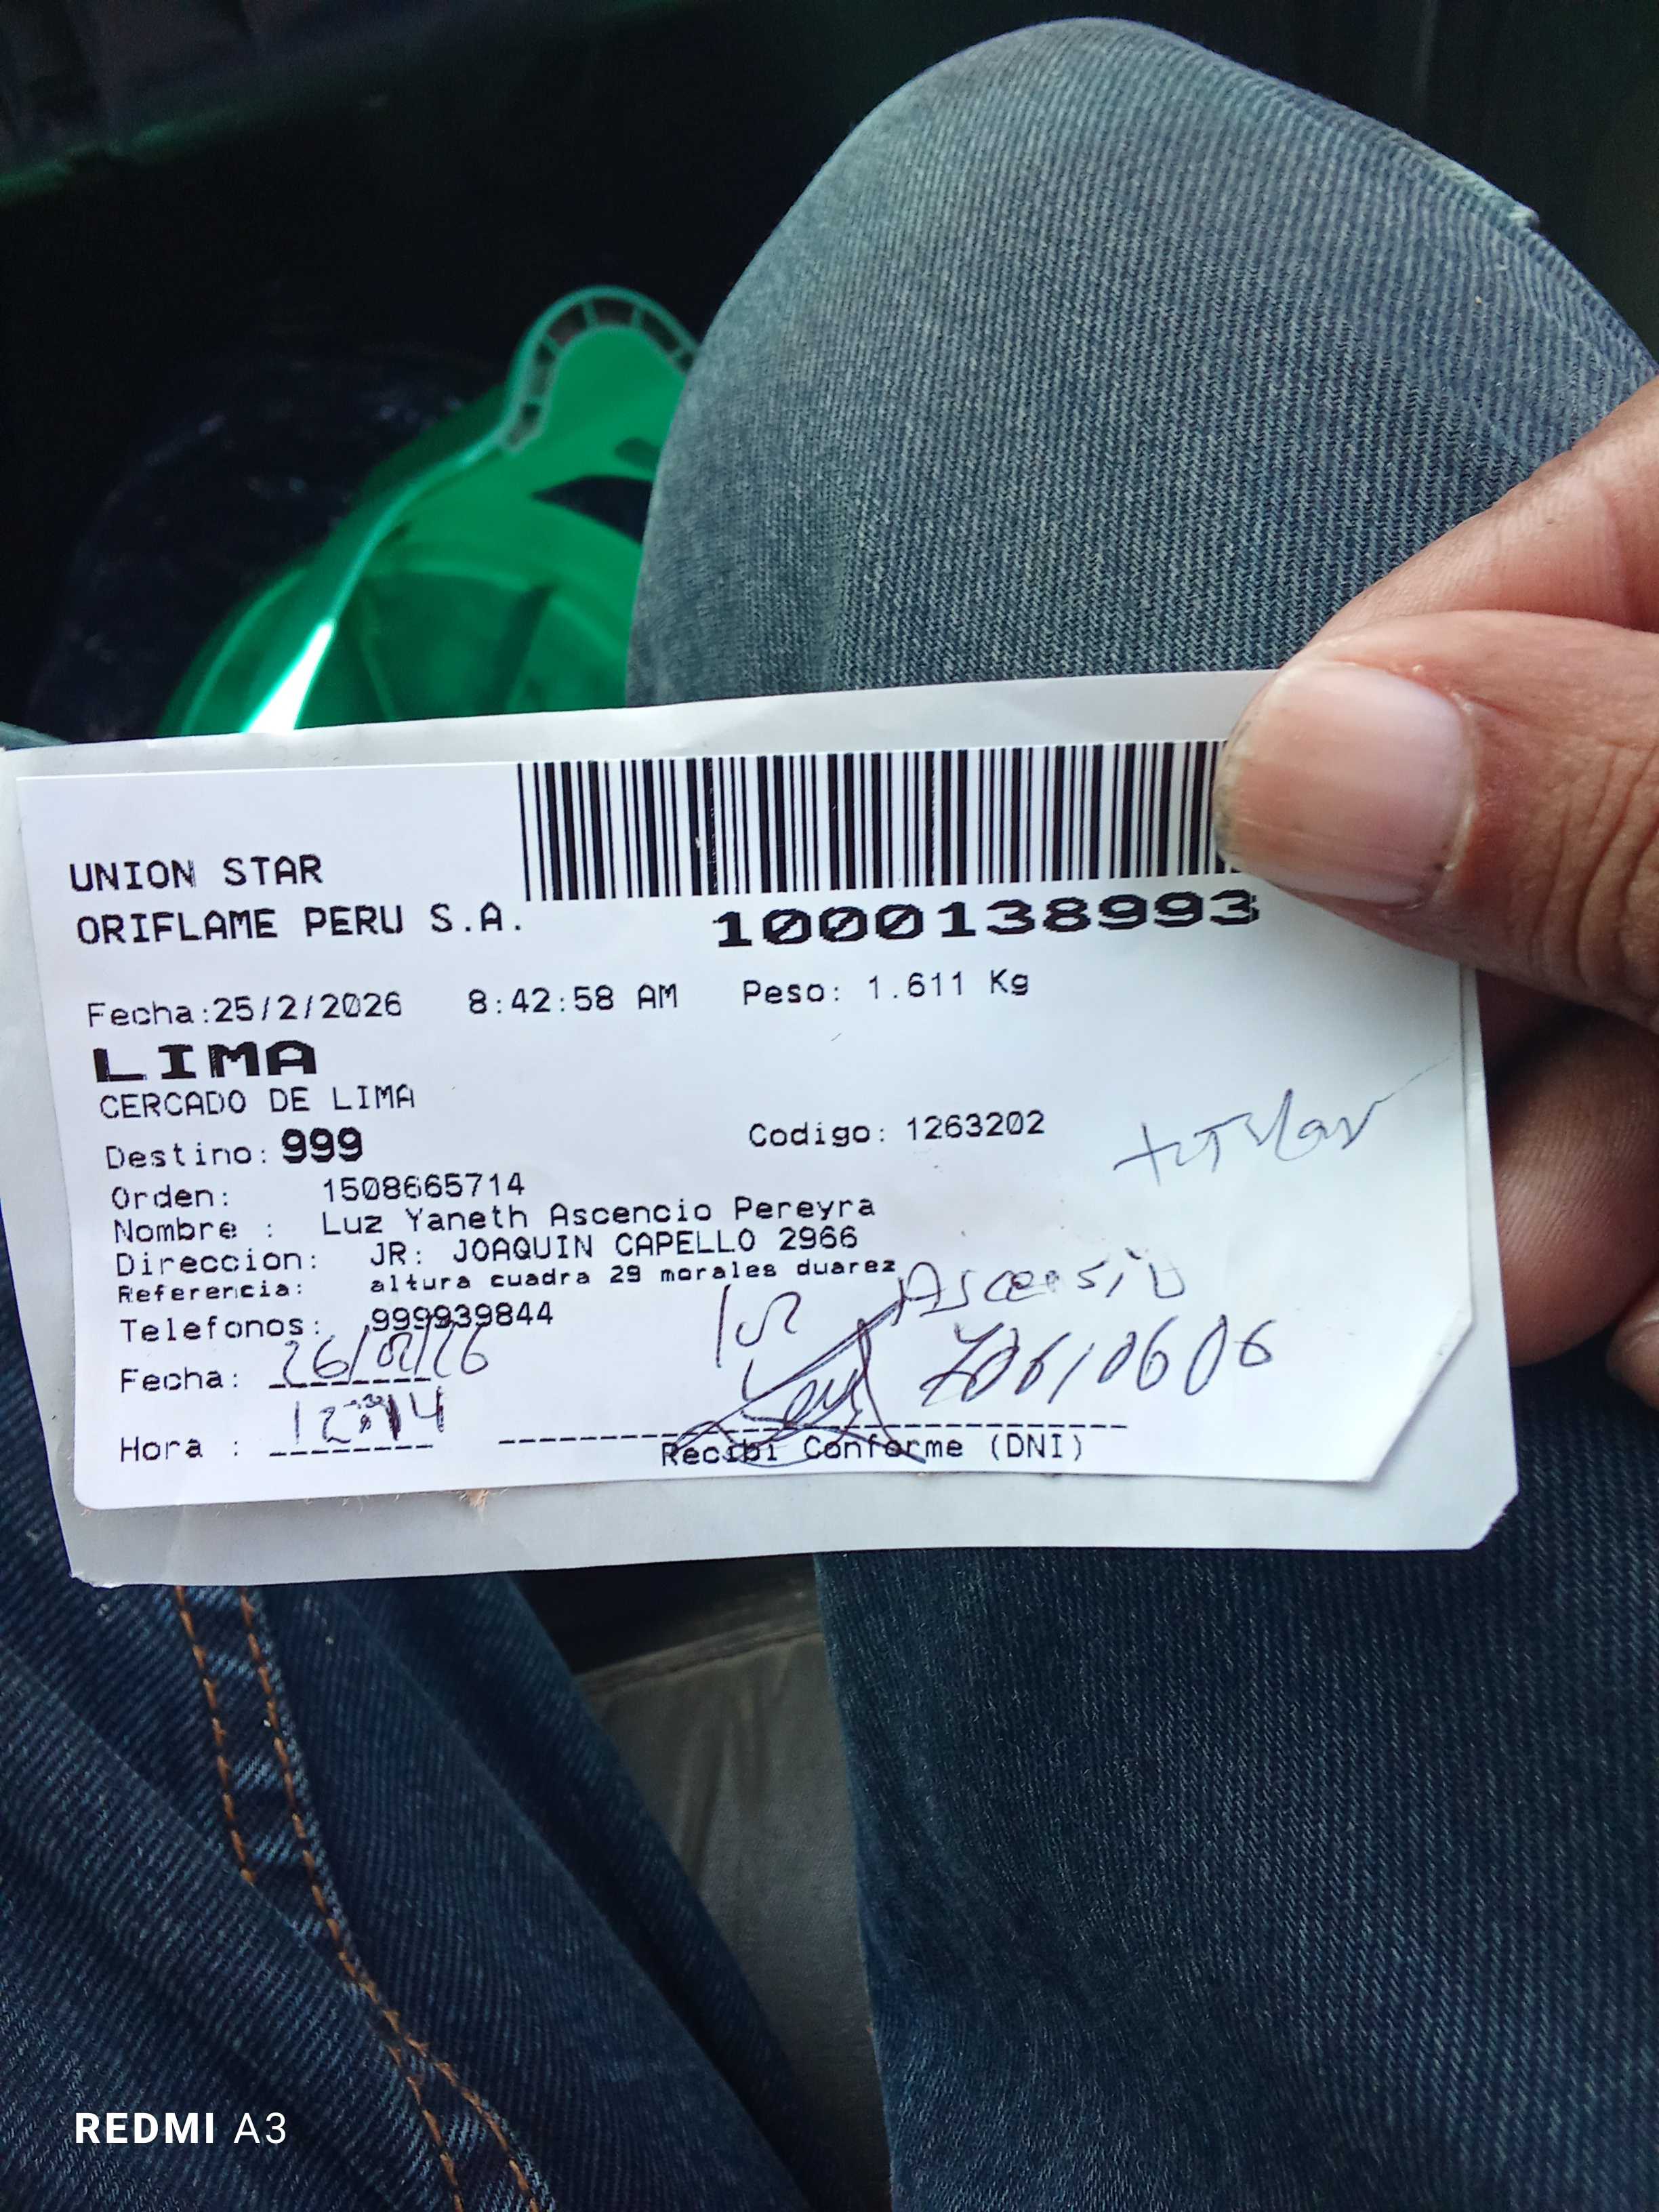 UNION STAR
ORIFLAME PERU S.A.
1000138993
Fecha:25/2/2026 8:42:58 AM Peso: 1.611 Kg
LIMA
CERCADO DE LIMA
Destino: 999 Codigo: 1263202
titular
Orden: 1508665714
Nombre : Luz Yaneth Ascencio Pereyra
Direccion: JR: JOAQUIN CAPELLO 2966
Referencia: altura cuadra 29 morales duarez
Telefonos: 999939844
Ascensio
Fecha: 26/02/26
Hora : 12:14
Recibi Conforme (DNI)
REDMI A3